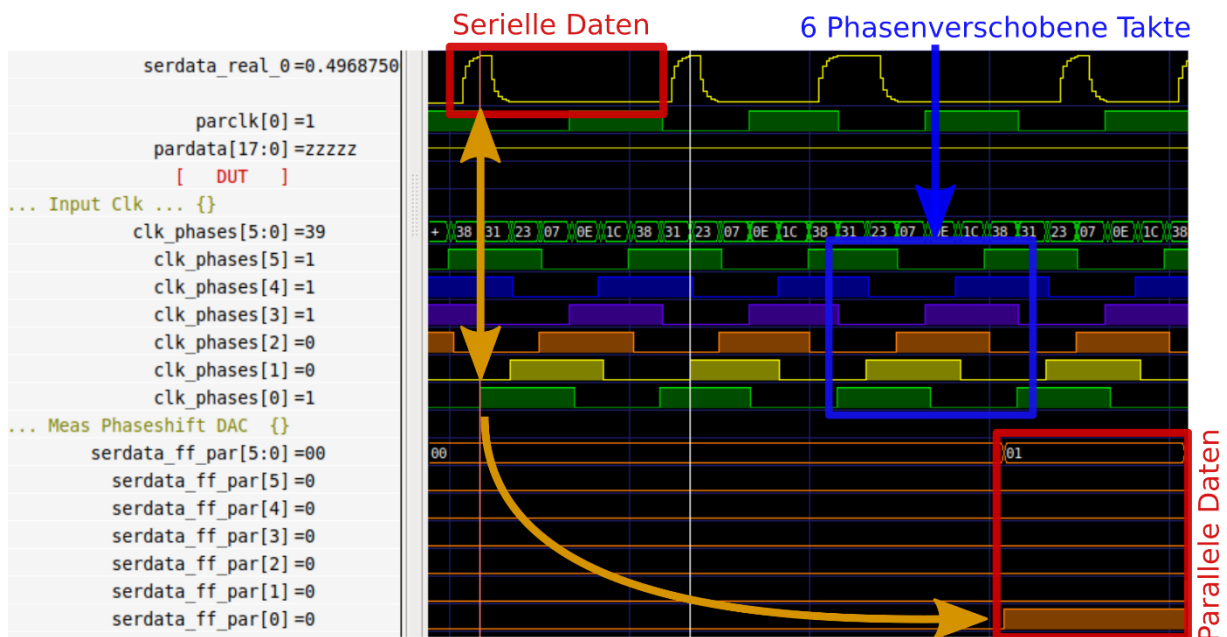 Serielle Daten
6 Phasenverschobene Takte
serdata_real_0=0.4968750
parclk[0]=1
pardata[17:0]=zzzzz
[ DUT ]
... Input Clk ... {}
clk_phases[5:0]=39
+ 38 31 23 07 0E 1C 38 31 23 07 0E 1C 38 31 23 07 0E 1C 38 31 23 07 0E 1C 38
clk_phases[5]=1
clk_phases[4]=1
clk_phases[3]=1
clk_phases[2]=0
clk_phases[1]=0
clk_phases[0]=1
... Meas Phaseshift DAC {}
serdata_ff_par[5:0]=00
00 01
serdata_ff_par[5]=0
serdata_ff_par[4]=0
serdata_ff_par[3]=0
serdata_ff_par[2]=0
serdata_ff_par[1]=0
serdata_ff_par[0]=0
Parallele Daten